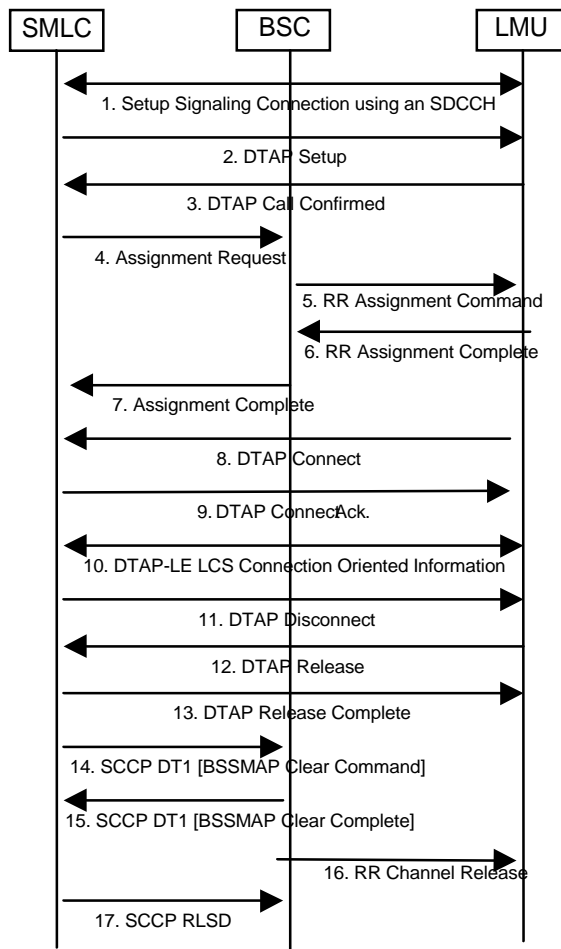 SMLC BSC LMU
1. Setup Signaling Connection using an SDCCH
2. DTAP Setup
3. DTAP Call Confirmed
4. Assignment Request
5. RR Assignment Command
6. RR Assignment Complete
7. Assignment Complete
8. DTAP Connect
9. DTAP ConnectAck.
10. DTAP-LE LCS Connection Oriented Information
11. DTAP Disconnect
12. DTAP Release
13. DTAP Release Complete
14. SCCP DT1 [BSSMAP Clear Command]
15. SCCP DT1 [BSSMAP Clear Complete]
16. RR Channel Release
17. SCCP RLSD